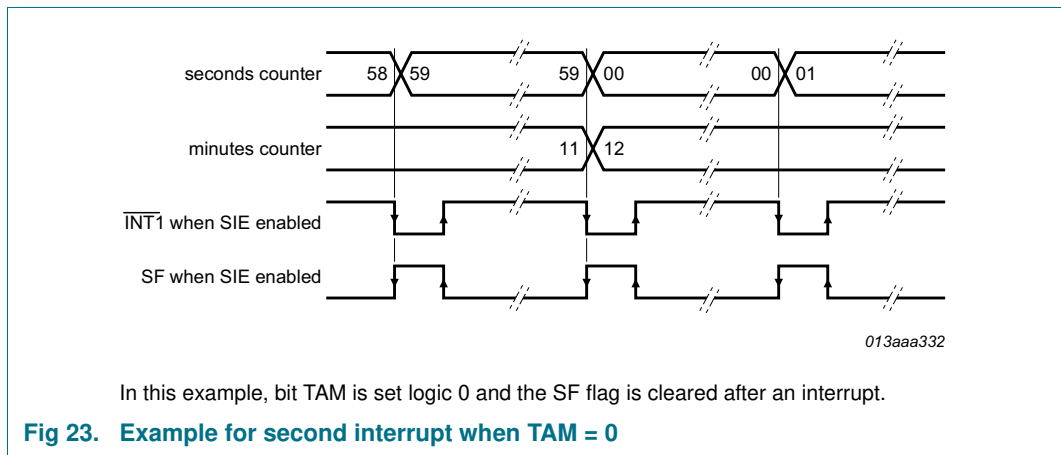 seconds counter 58 59 59 00 00 01
minutes counter 11 12
INT1 when SIE enabled
SF when SIE enabled
013aaa332
In this example, bit TAM is set logic 0 and the SF flag is cleared after an interrupt.
Fig 23. Example for second interrupt when TAM = 0